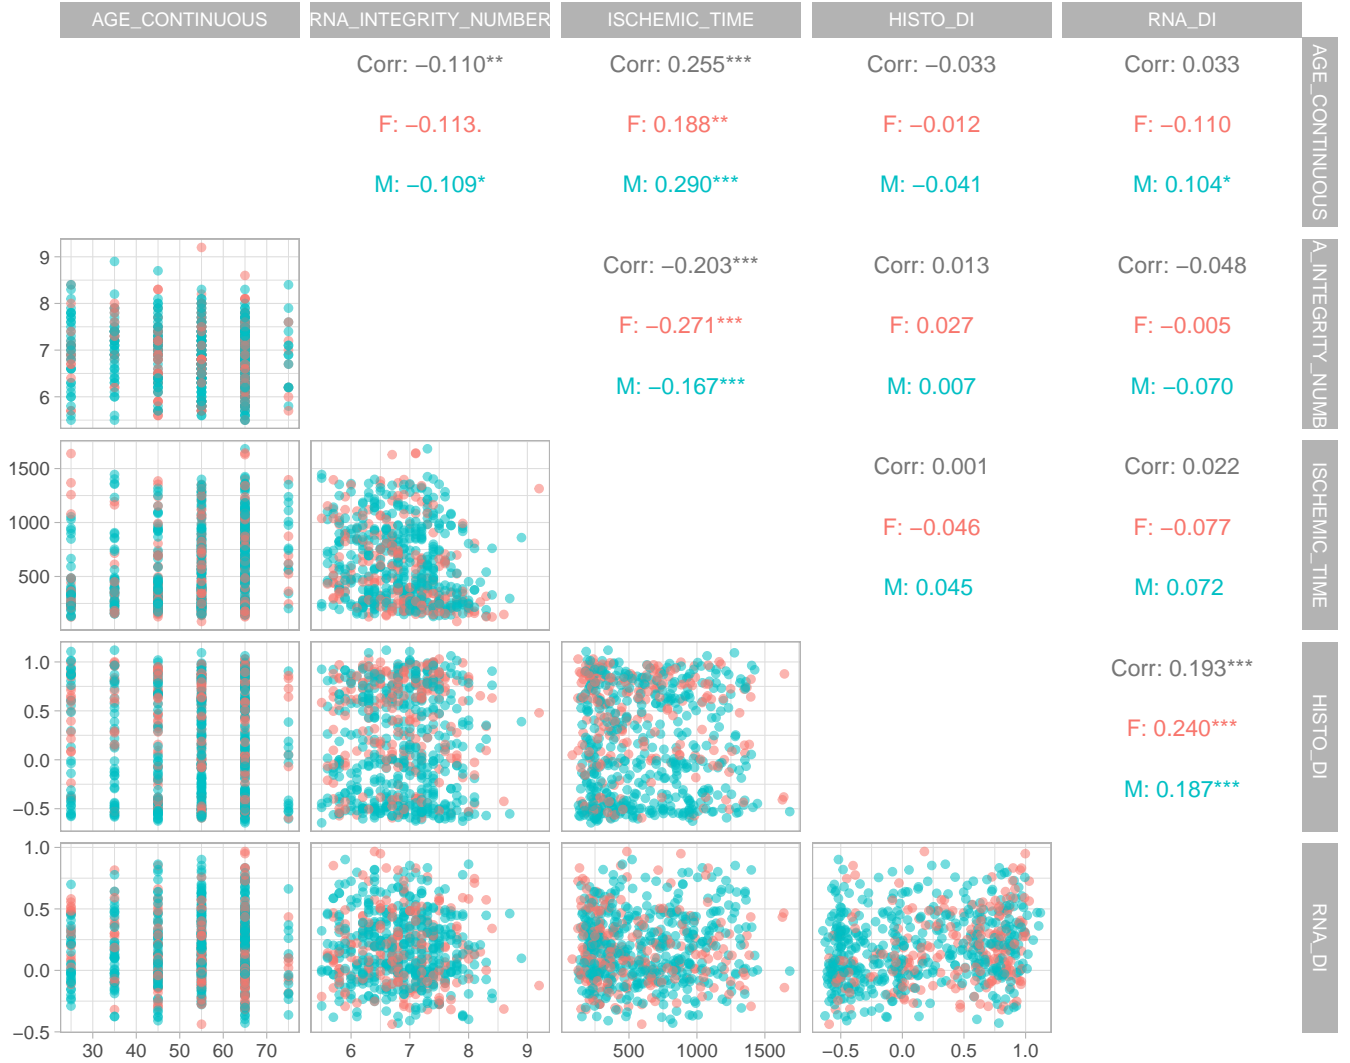 AGE_CONTINUOUS RNA_INTEGRITY_NUMBER ISCHEMIC_TIME HISTO_DI RNA_DI
Corr: −0.110** Corr: 0.255*** Corr: −0.033 Corr: 0.033
F: −0.113. F: 0.188** F: −0.012 F: −0.110
M: −0.109* M: 0.290*** M: −0.041 M: 0.104*
AGE_CONTINUOUS
9
8
7
6
Corr: −0.203*** Corr: 0.013 Corr: −0.048
F: −0.271*** F: 0.027 F: −0.005
M: −0.167*** M: 0.007 M: −0.070
A_INTEGRITY_NUMB
1500
1000
500
Corr: 0.001 Corr: 0.022
F: −0.046 F: −0.077
M: 0.045 M: 0.072
ISCHEMIC_TIME
1.0
0.5
0.0
−0.5
Corr: 0.193***
F: 0.240***
M: 0.187***
HISTO_DI
1.0
0.5
0.0
−0.5
RNA_DI
30 40 50 60 70 6 7 8 9 500 1000 1500 −0.5 0.0 0.5 1.0